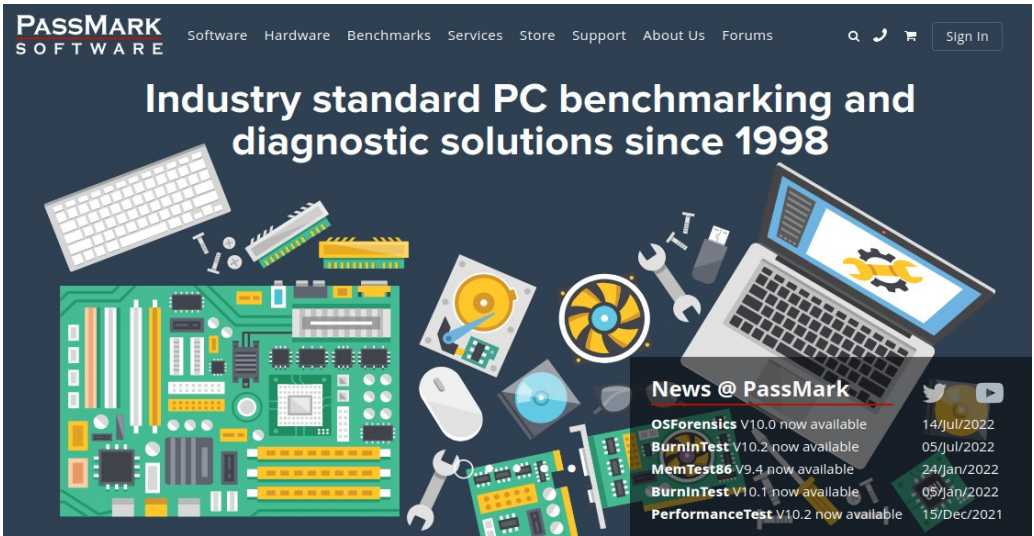 PASSMARK
SOFTWARE
Software Hardware Benchmarks Services Store Support About Us Forums Sign In
Industry standard PC benchmarking and
diagnostic solutions since 1998
News @ PassMark
OSForensics V10.0 now available 14/Jul/2022
BurnInTest V10.2 now available 05/Jul/2022
MemTest86 V9.4 now available 24/Jan/2022
BurnInTest V10.1 now available 05/Jan/2022
PerformanceTest V10.2 now available 15/Dec/2021